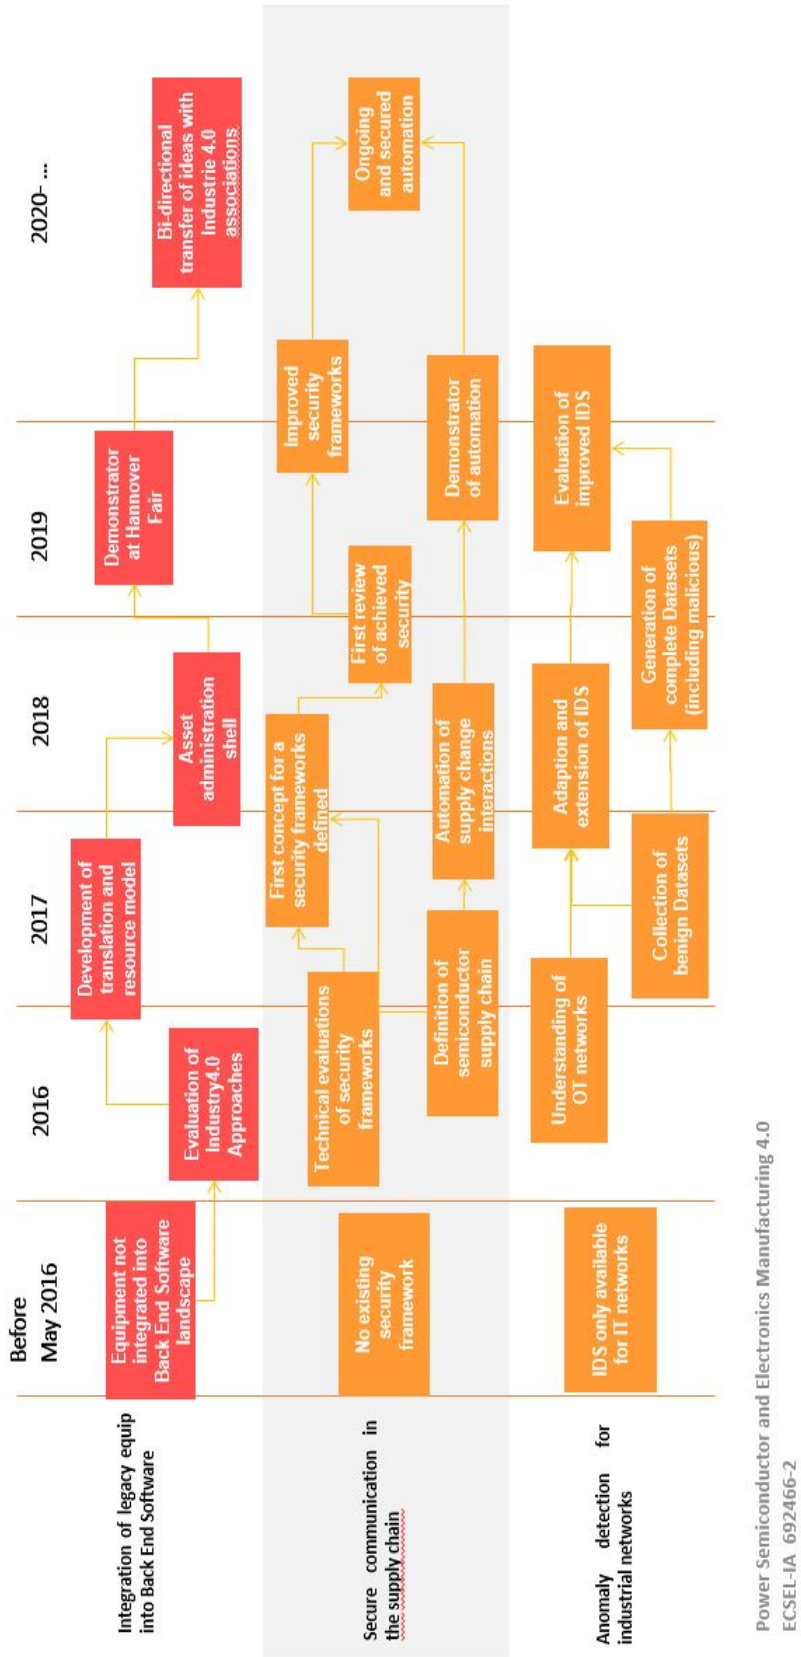 Before
May 2016
2016
2017
2018
2019
2020- ...
Integration of legacy equip
into Back End Software
Equipment not
integrated into
Back End Software
landscape
Evaluation of
Industry4.0
Approaches
Development of
translation and
resource model
Asset
administration
shell
Demonstrator
at Hannover
Fair
Bi-directional
transfer of ideas with
Industrie 4.0
associations
Secure communication in
the supply chain
No existing
security
framework
Technical evaluations
of security
frameworks
First concept for a
security frameworks
defined
First review
of achieved
security
Improved
security
frameworks
Ongoing
and secured
automation
Definition of
semiconductor
supply chain
Automation of
supply change
interactions
Demonstrator
of automation
Anomaly detection for
industrial networks
IDS only available
for IT networks
Understanding of
OT networks
Adaption and
extension of IDS
Evaluation of
improved IDS
Collection of
benign Datasets
Generation of
complete Datasets
(including malicious)
Power Semiconductor and Electronics Manufacturing 4.0
ECSEL-IA 692466-2